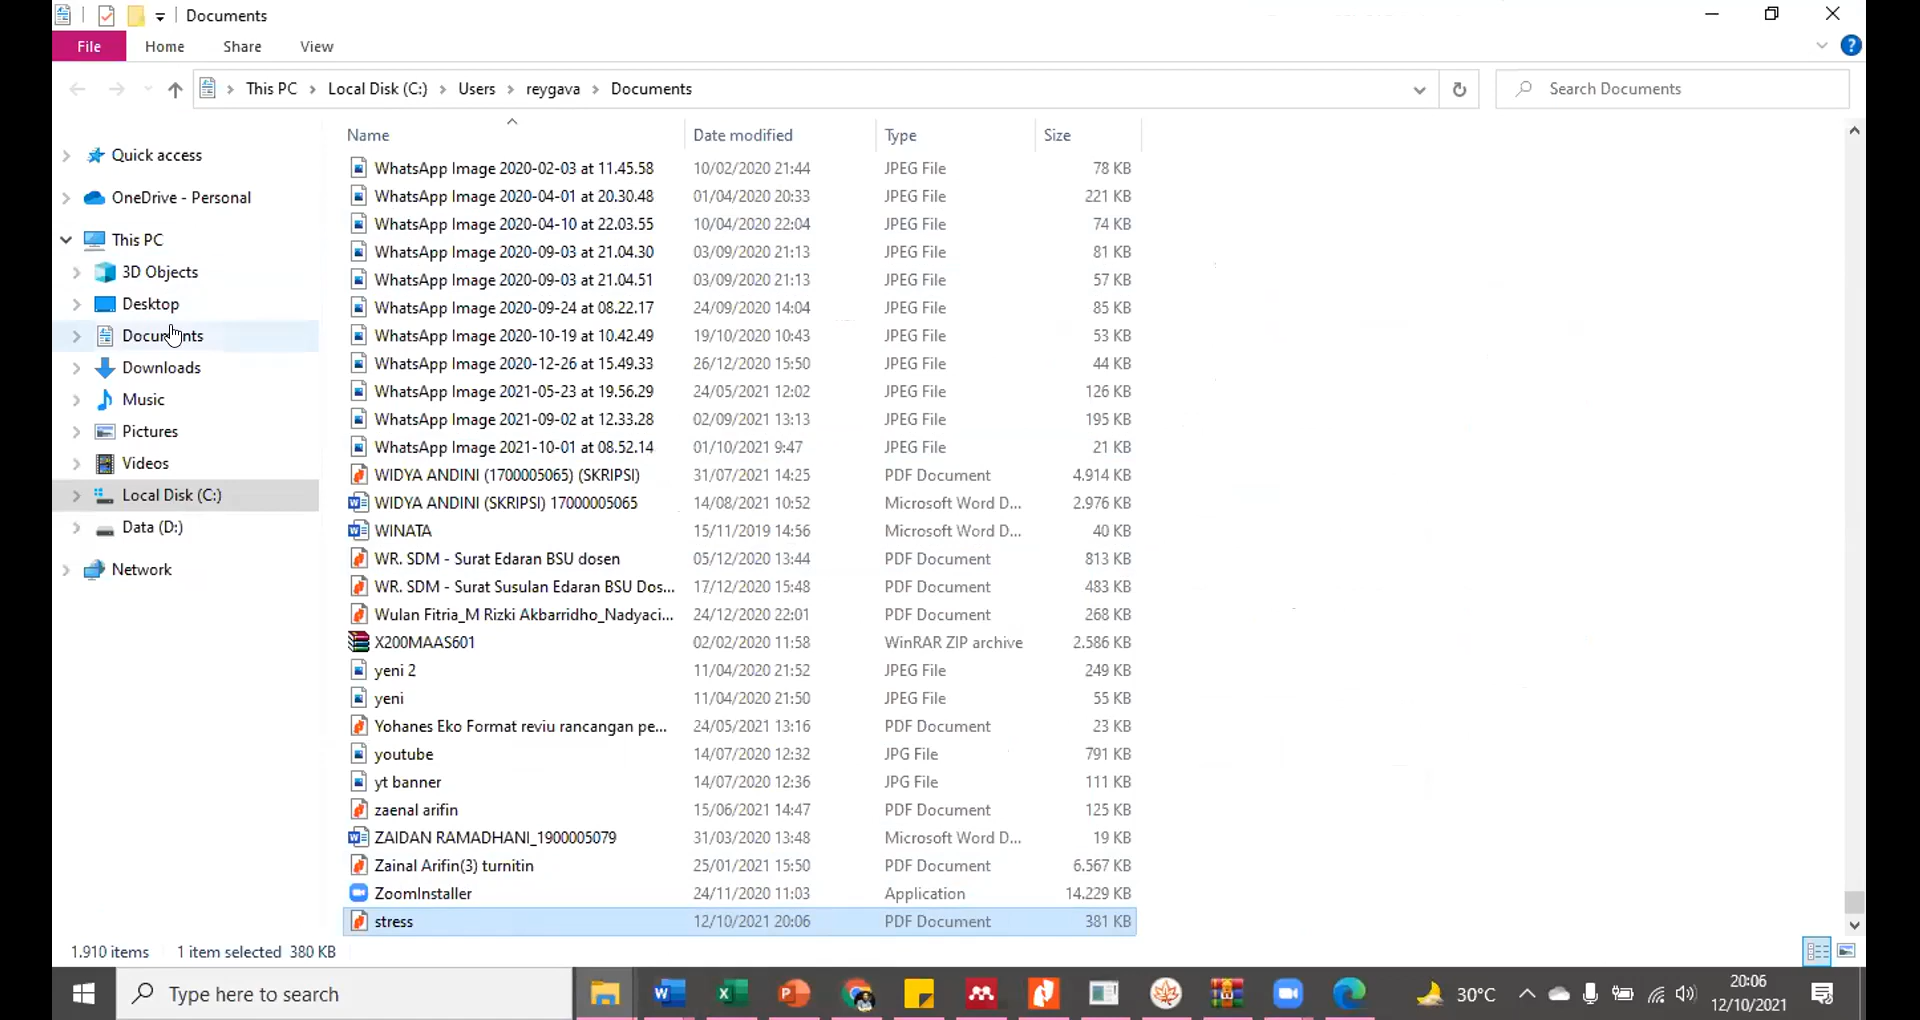 Documents
File Home Share View
This PC Local Disk (C:) Users reygava Documents
Search Documents
Name Date modified Type Size
Quick access
OneDrive - Personal
This PC
3D Objects
Desktop
Documents
Downloads
Music
Pictures
Videos
Local Disk (C:)
Data (D:)
Network
WhatsApp Image 2020-02-03 at 11.45.58 10/02/2020 21:44 JPEG File 78 KB
WhatsApp Image 2020-04-01 at 20.30.48 01/04/2020 20:33 JPEG File 221 KB
WhatsApp Image 2020-04-10 at 22.03.55 10/04/2020 22:04 JPEG File 74 KB
WhatsApp Image 2020-09-03 at 21.04.30 03/09/2020 21:13 JPEG File 81 KB
WhatsApp Image 2020-09-03 at 21.04.51 03/09/2020 21:13 JPEG File 57 KB
WhatsApp Image 2020-09-24 at 08.22.17 24/09/2020 14:04 JPEG File 85 KB
WhatsApp Image 2020-10-19 at 10.42.49 19/10/2020 10:43 JPEG File 53 KB
WhatsApp Image 2020-12-26 at 15.49.33 26/12/2020 15:50 JPEG File 44 KB
WhatsApp Image 2021-05-23 at 19.56.29 24/05/2021 12:02 JPEG File 126 KB
WhatsApp Image 2021-09-02 at 12.33.28 02/09/2021 13:13 JPEG File 195 KB
WhatsApp Image 2021-10-01 at 08.52.14 01/10/2021 9:47 JPEG File 21 KB
WIDYA ANDINI (1700005065) (SKRIPSI) 31/07/2021 14:25 PDF Document 4.914 KB
WIDYA ANDINI (SKRIPSI) 17000005065 14/08/2021 10:52 Microsoft Word D... 2.976 KB
WINATA 15/11/2019 14:56 Microsoft Word D... 40 KB
WR. SDM - Surat Edaran BSU dosen 05/12/2020 13:44 PDF Document 813 KB
WR. SDM - Surat Susulan Edaran BSU Dos... 17/12/2020 15:48 PDF Document 483 KB
Wulan Fitria_M Rizki Akbarridho_Nadyaci... 24/12/2020 22:01 PDF Document 268 KB
X200MAAS601 02/02/2020 11:58 WinRAR ZIP archive 2.586 KB
yeni 2 11/04/2020 21:52 JPEG File 249 KB
yeni 11/04/2020 21:50 JPEG File 55 KB
Yohanes Eko Format reviu rancangan pe... 24/05/2021 13:16 PDF Document 23 KB
youtube 14/07/2020 12:32 JPG File 791 KB
yt banner 14/07/2020 12:36 JPG File 111 KB
zaenal arifin 15/06/2021 14:47 PDF Document 125 KB
ZAIDAN RAMADHANI_1900005079 31/03/2020 13:48 Microsoft Word D... 19 KB
Zainal Arifin(3) turnitin 25/01/2021 15:50 PDF Document 6.567 KB
ZoomInstaller 24/11/2020 11:03 Application 14.229 KB
stress 12/10/2021 20:06 PDF Document 381 KB
1.910 items 1 item selected 380 KB
Type here to search
30°C
20:06
12/10/2021